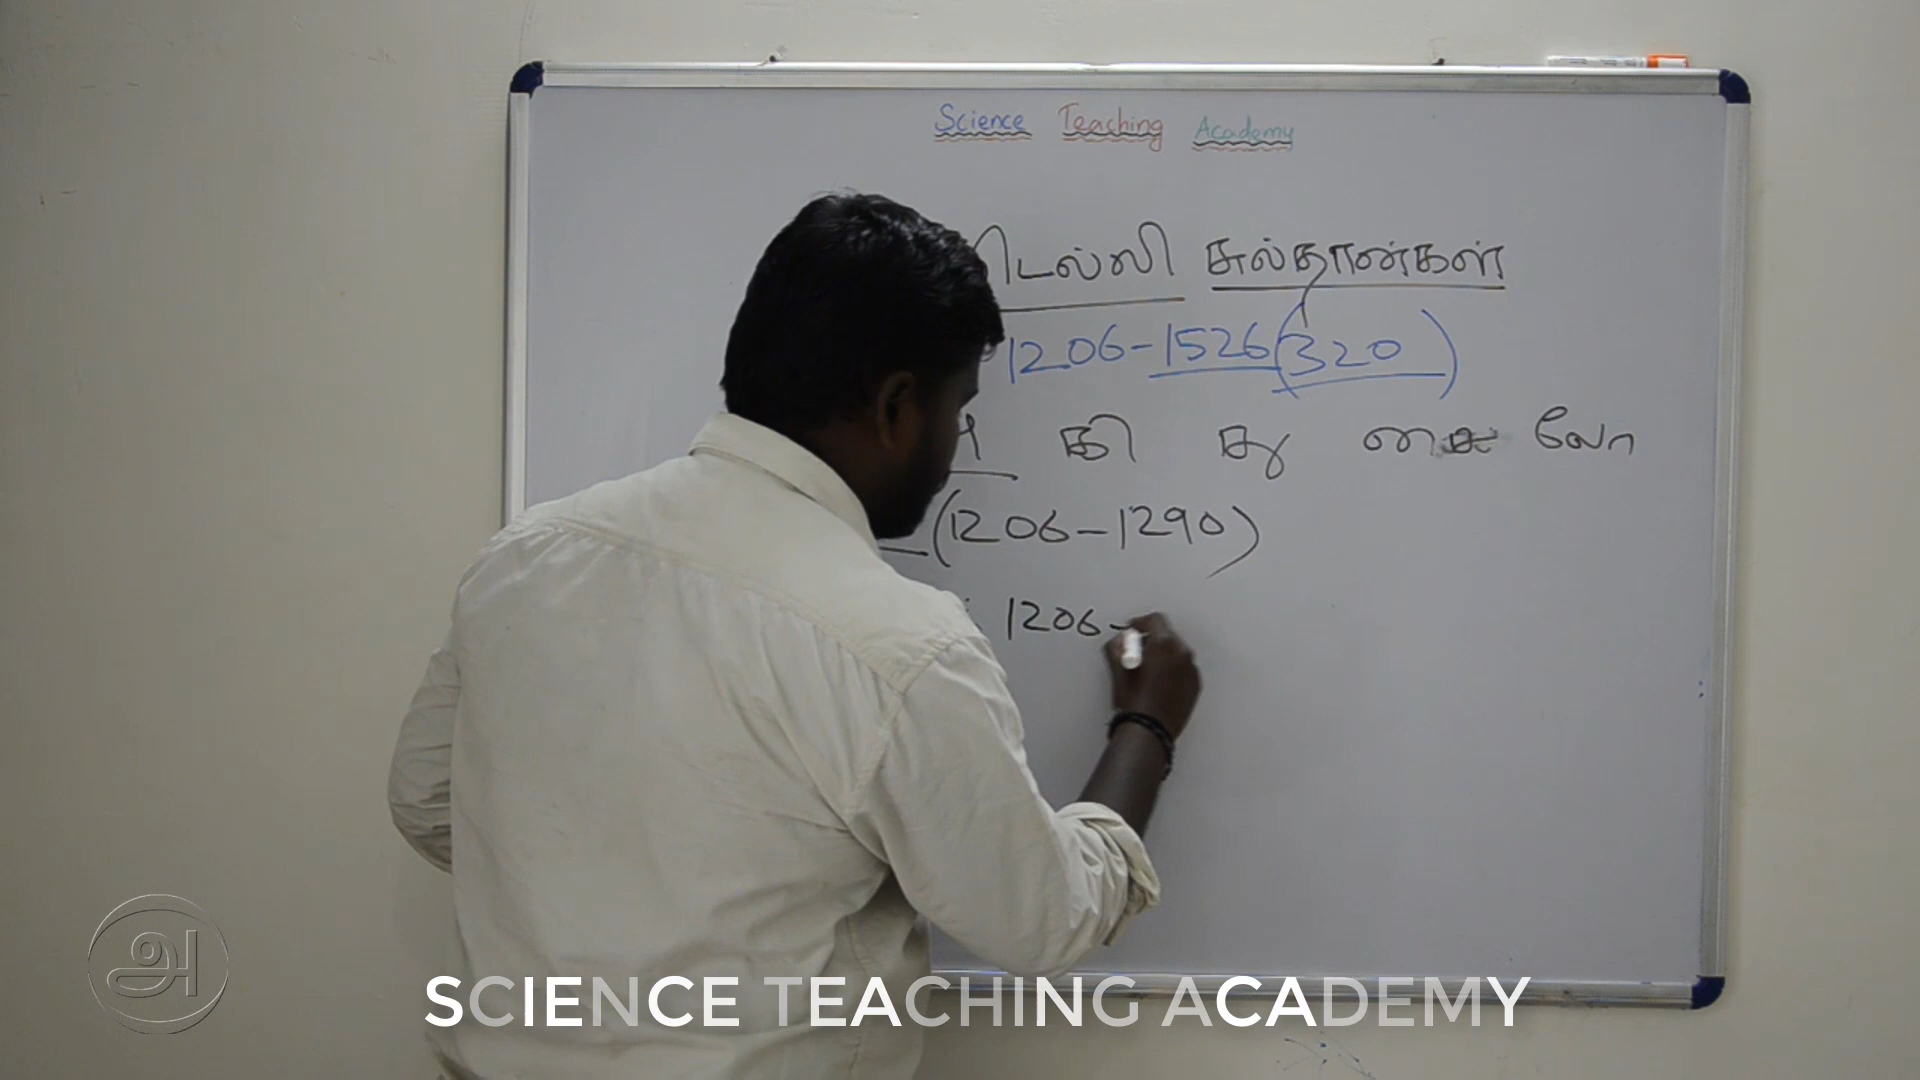 Science Teaching Academy
டெல்லி சுல்தான்கள்
1206-1526(320)
கி து சை லோ
(1206-1290)
1206-
அ
SCIENCE TEACHING ACADEMY